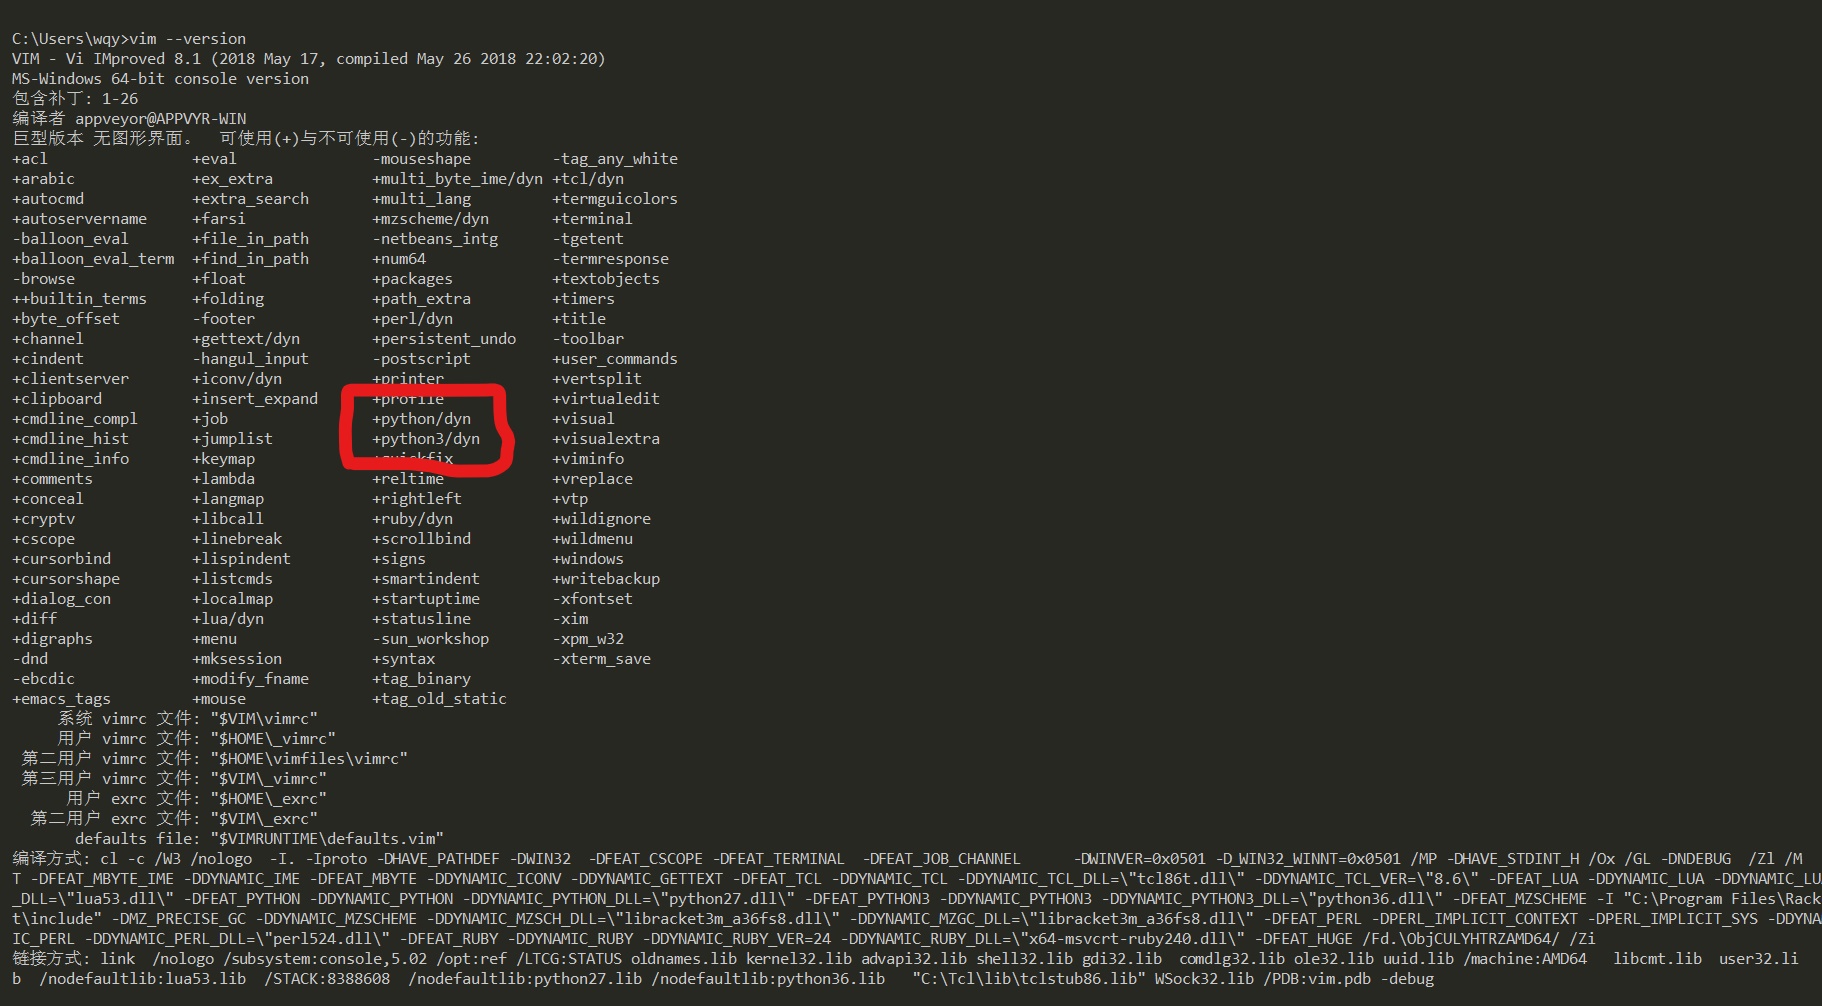 C:\Users\wqy>vim --version
VIM - Vi IMproved 8.1 (2018 May 17, compiled May 26 2018 22:02:20)
MS-Windows 64-bit console version
包含补丁: 1-26
编译者 appveyor@APPVYR-WIN
巨型版本 无图形界面。  可使用(+)与不可使用(-)的功能:
+acl +eval -mouseshape -tag_any_white
+arabic +ex_extra +multi_byte_ime/dyn +tcl/dyn
+autocmd +extra_search +multi_lang +termguicolors
+autoservername +farsi +mzscheme/dyn +terminal
-balloon_eval +file_in_path -netbeans_intg -tgetent
+balloon_eval_term +find_in_path +num64 -termresponse
-browse +float +packages +textobjects
++builtin_terms +folding +path_extra +timers
+byte_offset -footer +perl/dyn +title
+channel +gettext/dyn +persistent_undo -toolbar
+cindent -hangul_input -postscript +user_commands
+clientserver +iconv/dyn +printer +vertsplit
+clipboard +insert_expand +profile +virtualedit
+cmdline_compl +job +python/dyn +visual
+cmdline_hist +jumplist +python3/dyn +visualextra
+cmdline_info +keymap +quickfix +viminfo
+comments +lambda +reltime +vreplace
+conceal +langmap +rightleft +vtp
+cryptv +libcall +ruby/dyn +wildignore
+cscope +linebreak +scrollbind +wildmenu
+cursorbind +lispindent +signs +windows
+cursorshape +listcmds +smartindent +writebackup
+dialog_con +localmap +startuptime -xfontset
+diff +lua/dyn +statusline -xim
+digraphs +menu -sun_workshop -xpm_w32
-dnd +mksession +syntax -xterm_save
-ebcdic +modify_fname +tag_binary
+emacs_tags +mouse +tag_old_static
系统 vimrc 文件: "$VIM\vimrc"
用户 vimrc 文件: "$HOME\_vimrc"
第二用户 vimrc 文件: "$HOME\vimfiles\vimrc"
第三用户 vimrc 文件: "$VIM\_vimrc"
用户 exrc 文件: "$HOME\_exrc"
第二用户 exrc 文件: "$VIM\_exrc"
defaults file: "$VIMRUNTIME\defaults.vim"
编译方式: cl -c /W3 /nologo  -I. -Iproto -DHAVE_PATHDEF -DWIN32  -DFEAT_CSCOPE -DFEAT_TERMINAL  -DFEAT_JOB_CHANNEL      -DWINVER=0x0501 -D_WIN32_WINNT=0x0501 /MP -DHAVE_STDINT_H /Ox /GL -DNDEBUG  /Zl /M
T -DFEAT_MBYTE_IME -DDYNAMIC_IME -DFEAT_MBYTE -DDYNAMIC_ICONV -DDYNAMIC_GETTEXT -DFEAT_TCL -DDYNAMIC_TCL -DDYNAMIC_TCL_DLL=\"tcl86t.dll\" -DDYNAMIC_TCL_VER=\"8.6\" -DFEAT_LUA -DDYNAMIC_LUA -DDYNAMIC_LUA
_DLL=\"lua53.dll\" -DFEAT_PYTHON -DDYNAMIC_PYTHON -DDYNAMIC_PYTHON_DLL=\"python27.dll\" -DFEAT_PYTHON3 -DDYNAMIC_PYTHON3 -DDYNAMIC_PYTHON3_DLL=\"python36.dll\" -DFEAT_MZSCHEME -I "C:\Program Files\Rack
t\include" -DMZ_PRECISE_GC -DDYNAMIC_MZSCHEME -DDYNAMIC_MZSCH_DLL=\"libracket3m_a36fs8.dll\" -DDYNAMIC_MZGC_DLL=\"libracket3m_a36fs8.dll\" -DFEAT_PERL -DPERL_IMPLICIT_CONTEXT -DPERL_IMPLICIT_SYS -DDYNA
IC_PERL -DDYNAMIC_PERL_DLL=\"perl524.dll\" -DFEAT_RUBY -DDYNAMIC_RUBY -DDYNAMIC_RUBY_VER=24 -DDYNAMIC_RUBY_DLL=\"x64-msvcrt-ruby240.dll\" -DFEAT_HUGE /Fd.\ObjCULYHTRZAMD64/ /Zi
链接方式: link  /nologo /subsystem:console,5.02 /opt:ref /LTCG:STATUS oldnames.lib kernel32.lib advapi32.lib shell32.lib gdi32.lib  comdlg32.lib ole32.lib uuid.lib /machine:AMD64   libcmt.lib  user32.li
b  /nodefaultlib:lua53.lib  /STACK:8388608  /nodefaultlib:python27.lib /nodefaultlib:python36.lib   "C:\Tcl\lib\tclstub86.lib" WSock32.lib /PDB:vim.pdb -debug